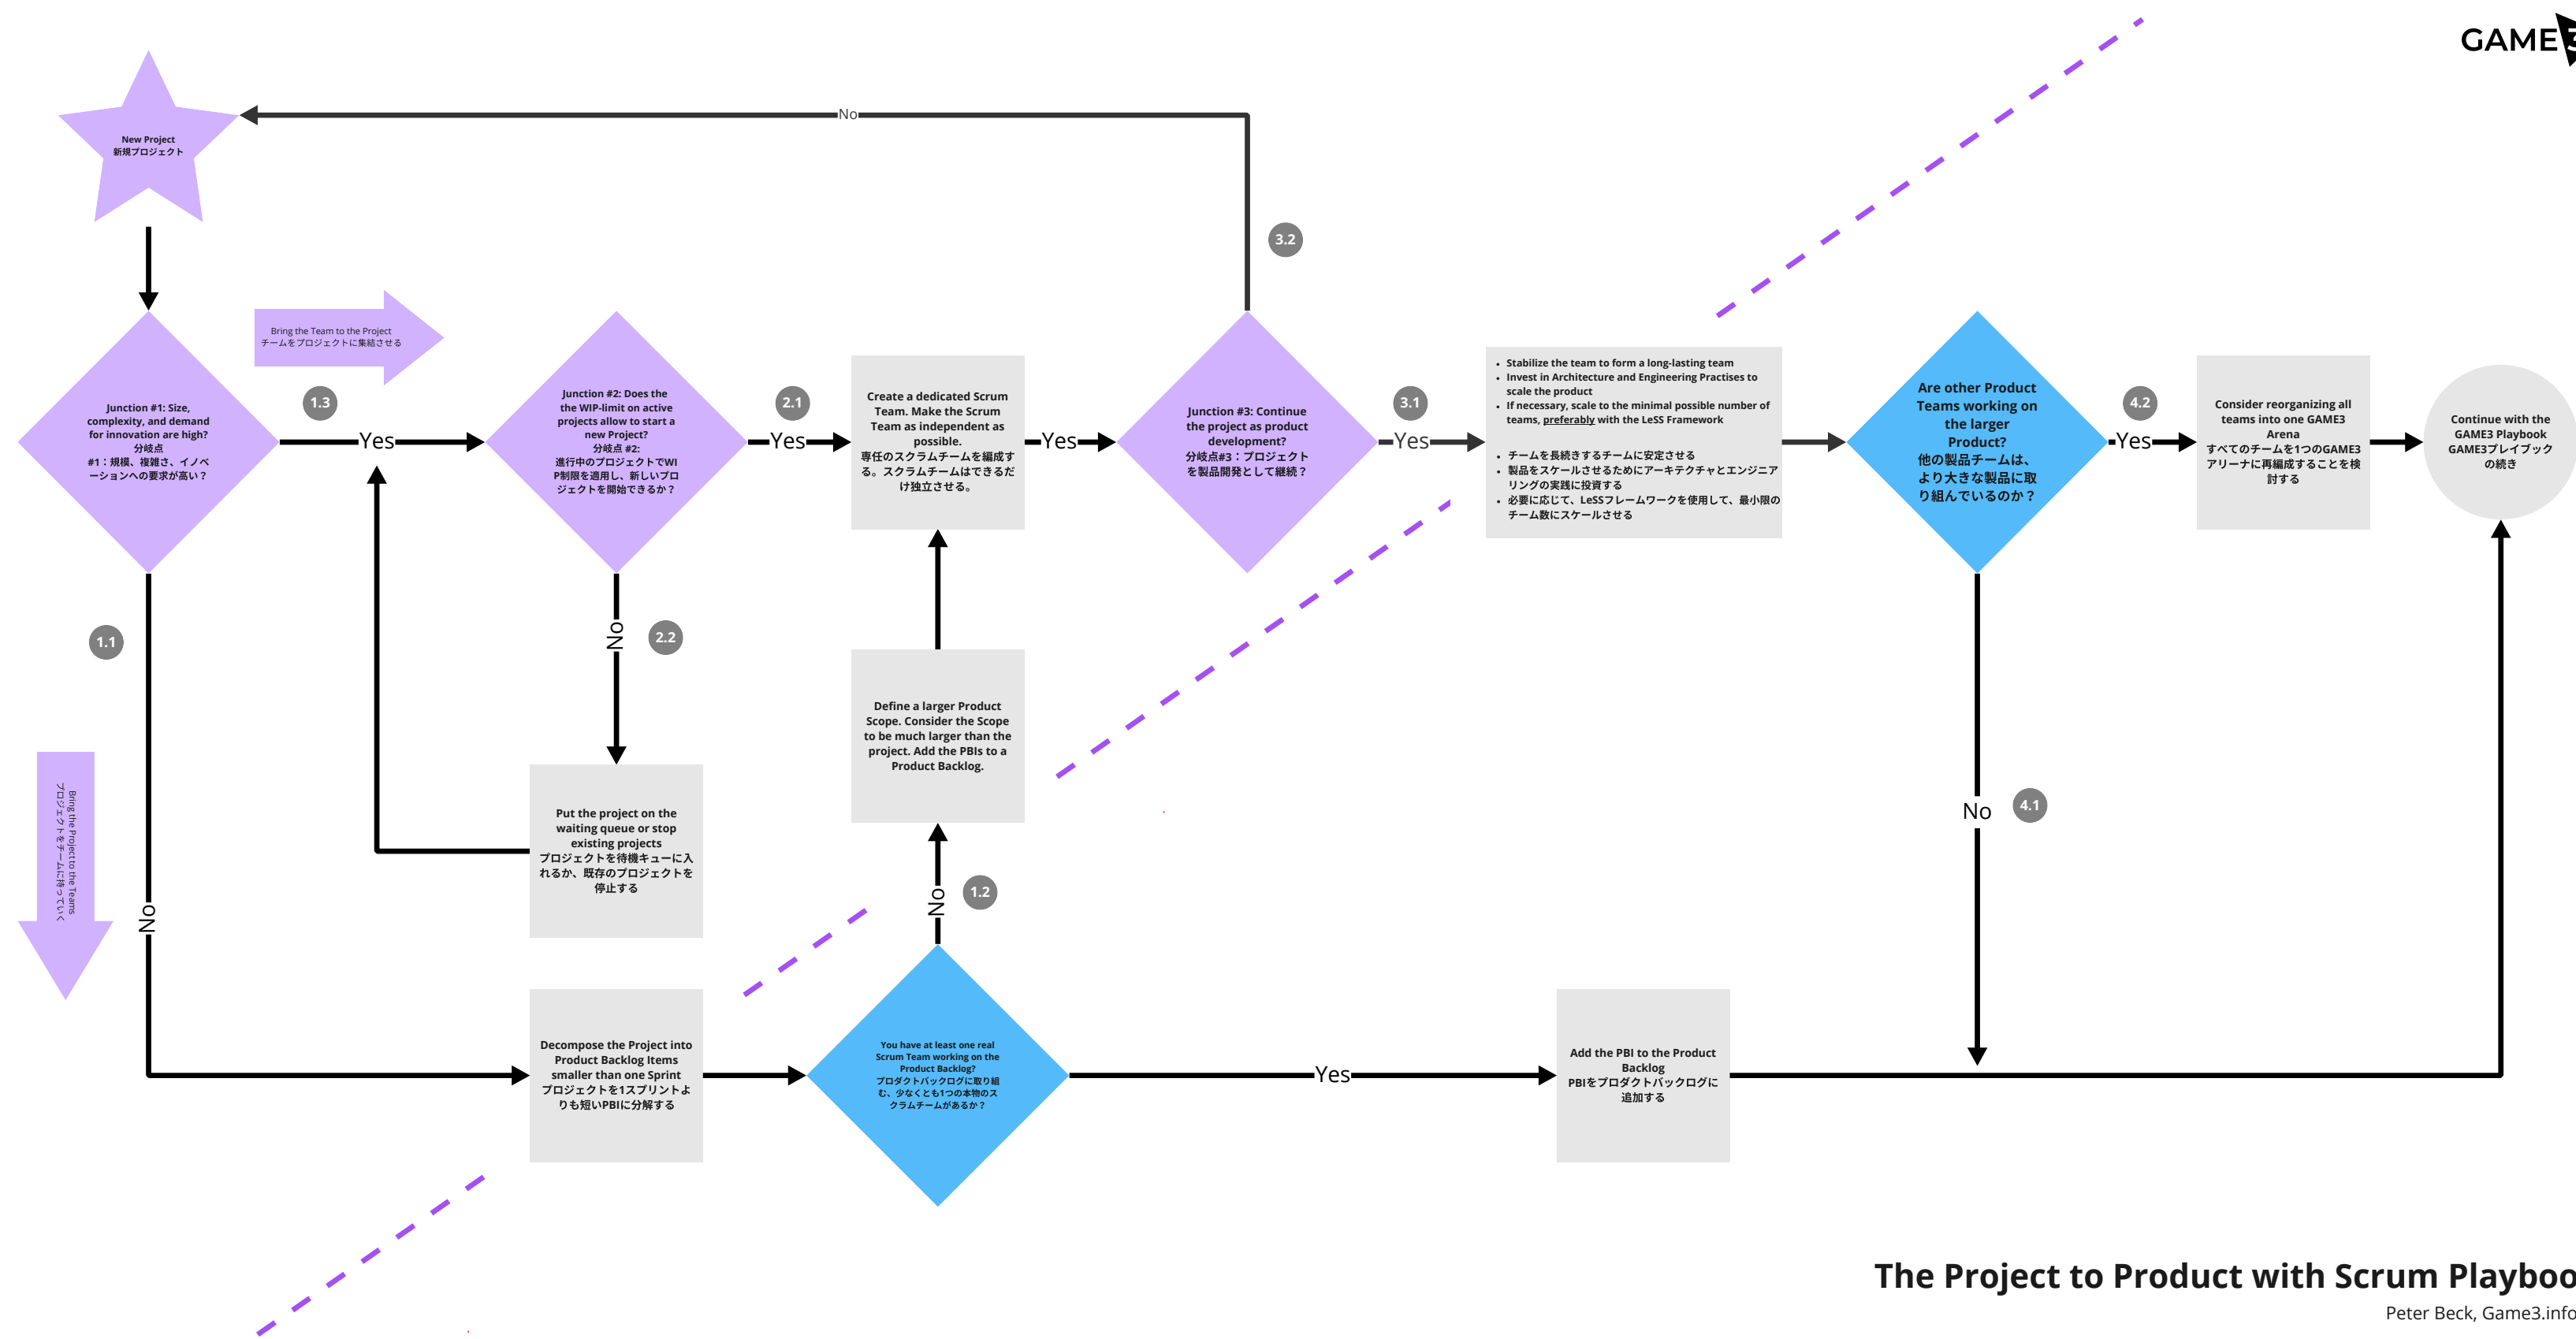 GAME3
New Project
新規プロジェクト
No
3.2
Bring the Team to the Project
チームをプロジェクトに集結させる
1.3
Junction #1: Size,
complexity, and demand
for innovation are high?
分岐点
#1：規模、複雑さ、イノベ
ーションへの要求が高い？
Yes
Junction #2: Does the
the WIP-limit on active
projects allow to start a
new Project?
分岐点 #2:
進行中のプロジェクトでWI
P制限を適用し、新しいプロ
ジェクトを開始できるか？
2.1
Yes
Create a dedicated Scrum
Team. Make the Scrum
Team as independent as
possible.
専任のスクラムチームを編成す
る。スクラムチームはできるだ
け独立させる。
Yes
Junction #3: Continue
the project as product
development?
分岐点#3：プロジェクト
を製品開発として継続？
3.1
Yes
• Stabilize the team to form a long-lasting team
• Invest in Architecture and Engineering Practises to
scale the product
• If necessary, scale to the minimal possible number of
teams, preferably with the LeSS Framework
• チームを長続きするチームに安定させる
• 製品をスケールさせるためにアーキテクチャとエンジニア
リングの実践に投資する
• 必要に応じて、LeSSフレームワークを使用して、最小限の
チーム数にスケールさせる
Are other Product
Teams working on
the larger
Product?
他の製品チームは、
より大きな製品に取
り組んでいるのか？
4.2
Yes
Consider reorganizing all
teams into one GAME3
Arena
すべてのチームを1つのGAME3
アリーナに再編成することを検
討する
Continue with the
GAME3 Playbook
GAME3プレイブック
の続き
1.1
No
2.2
No
Define a larger Product
Scope. Consider the Scope
to be much larger than the
project. Add the PBIs to a
Product Backlog.
Put the project on the
waiting queue or stop
existing projects
プロジェクトを待機キューに入
れるか、既存のプロジェクトを
停止する
Bring the Project to the Teams
プロジェクトをチームに持っていく
No
1.2
No
4.1
Decompose the Project into
Product Backlog Items
smaller than one Sprint
プロジェクトを1スプリントよ
りも短いPBIに分解する
You have at least one real
Scrum Team working on the
Product Backlog?
プロダクトバックログに取り組
む、少なくとも1つの本物のス
クラムチームがあるか？
Yes
Add the PBI to the Product
Backlog
PBIをプロダクトバックログに
追加する
The Project to Product with Scrum Playboo
Peter Beck, Game3.info